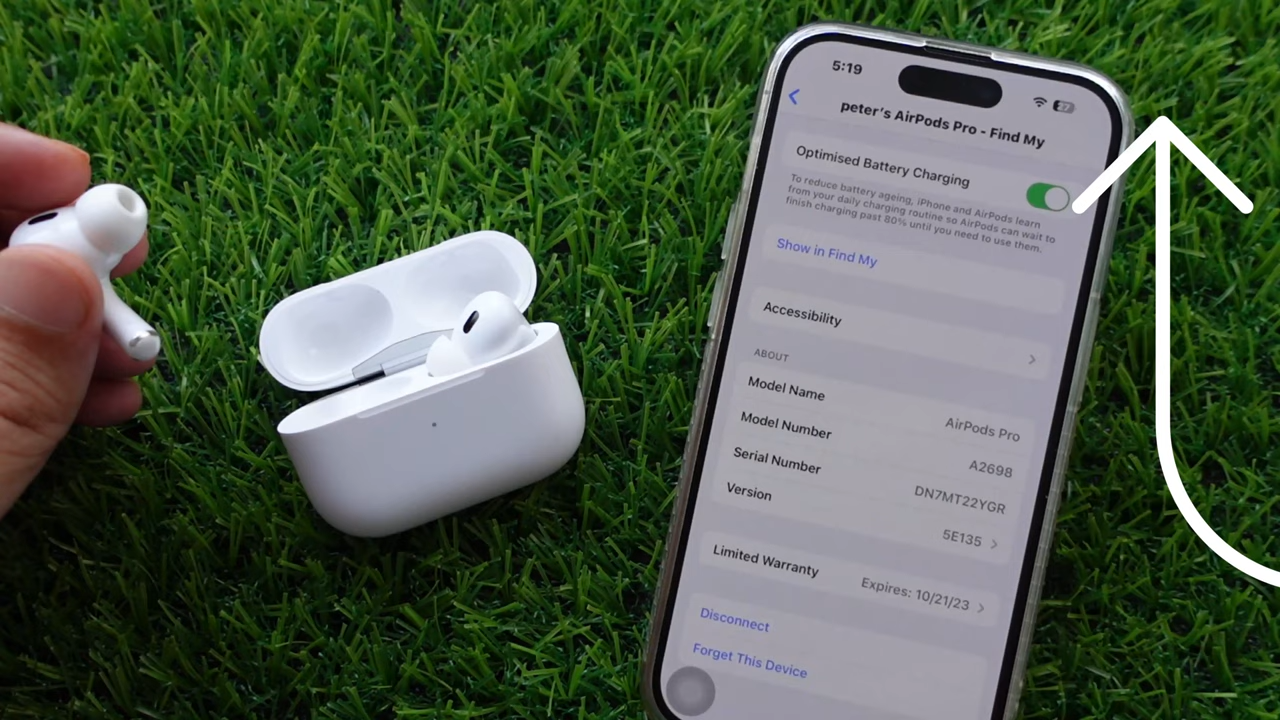 5:19
27
peter's AirPods Pro - Find My
Optimised Battery Charging
To reduce battery ageing, iPhone and AirPods learn
from your daily charging routine so AirPods can wait to
finish charging past 80% until you need to use them.
Show in Find My
Accessibility
ABOUT
Model Name AirPods Pro
Model Number A2698
Serial Number DN7MT22YGR
Version 5E135
Limited Warranty Expires: 10/21/23
Disconnect
Forget This Device